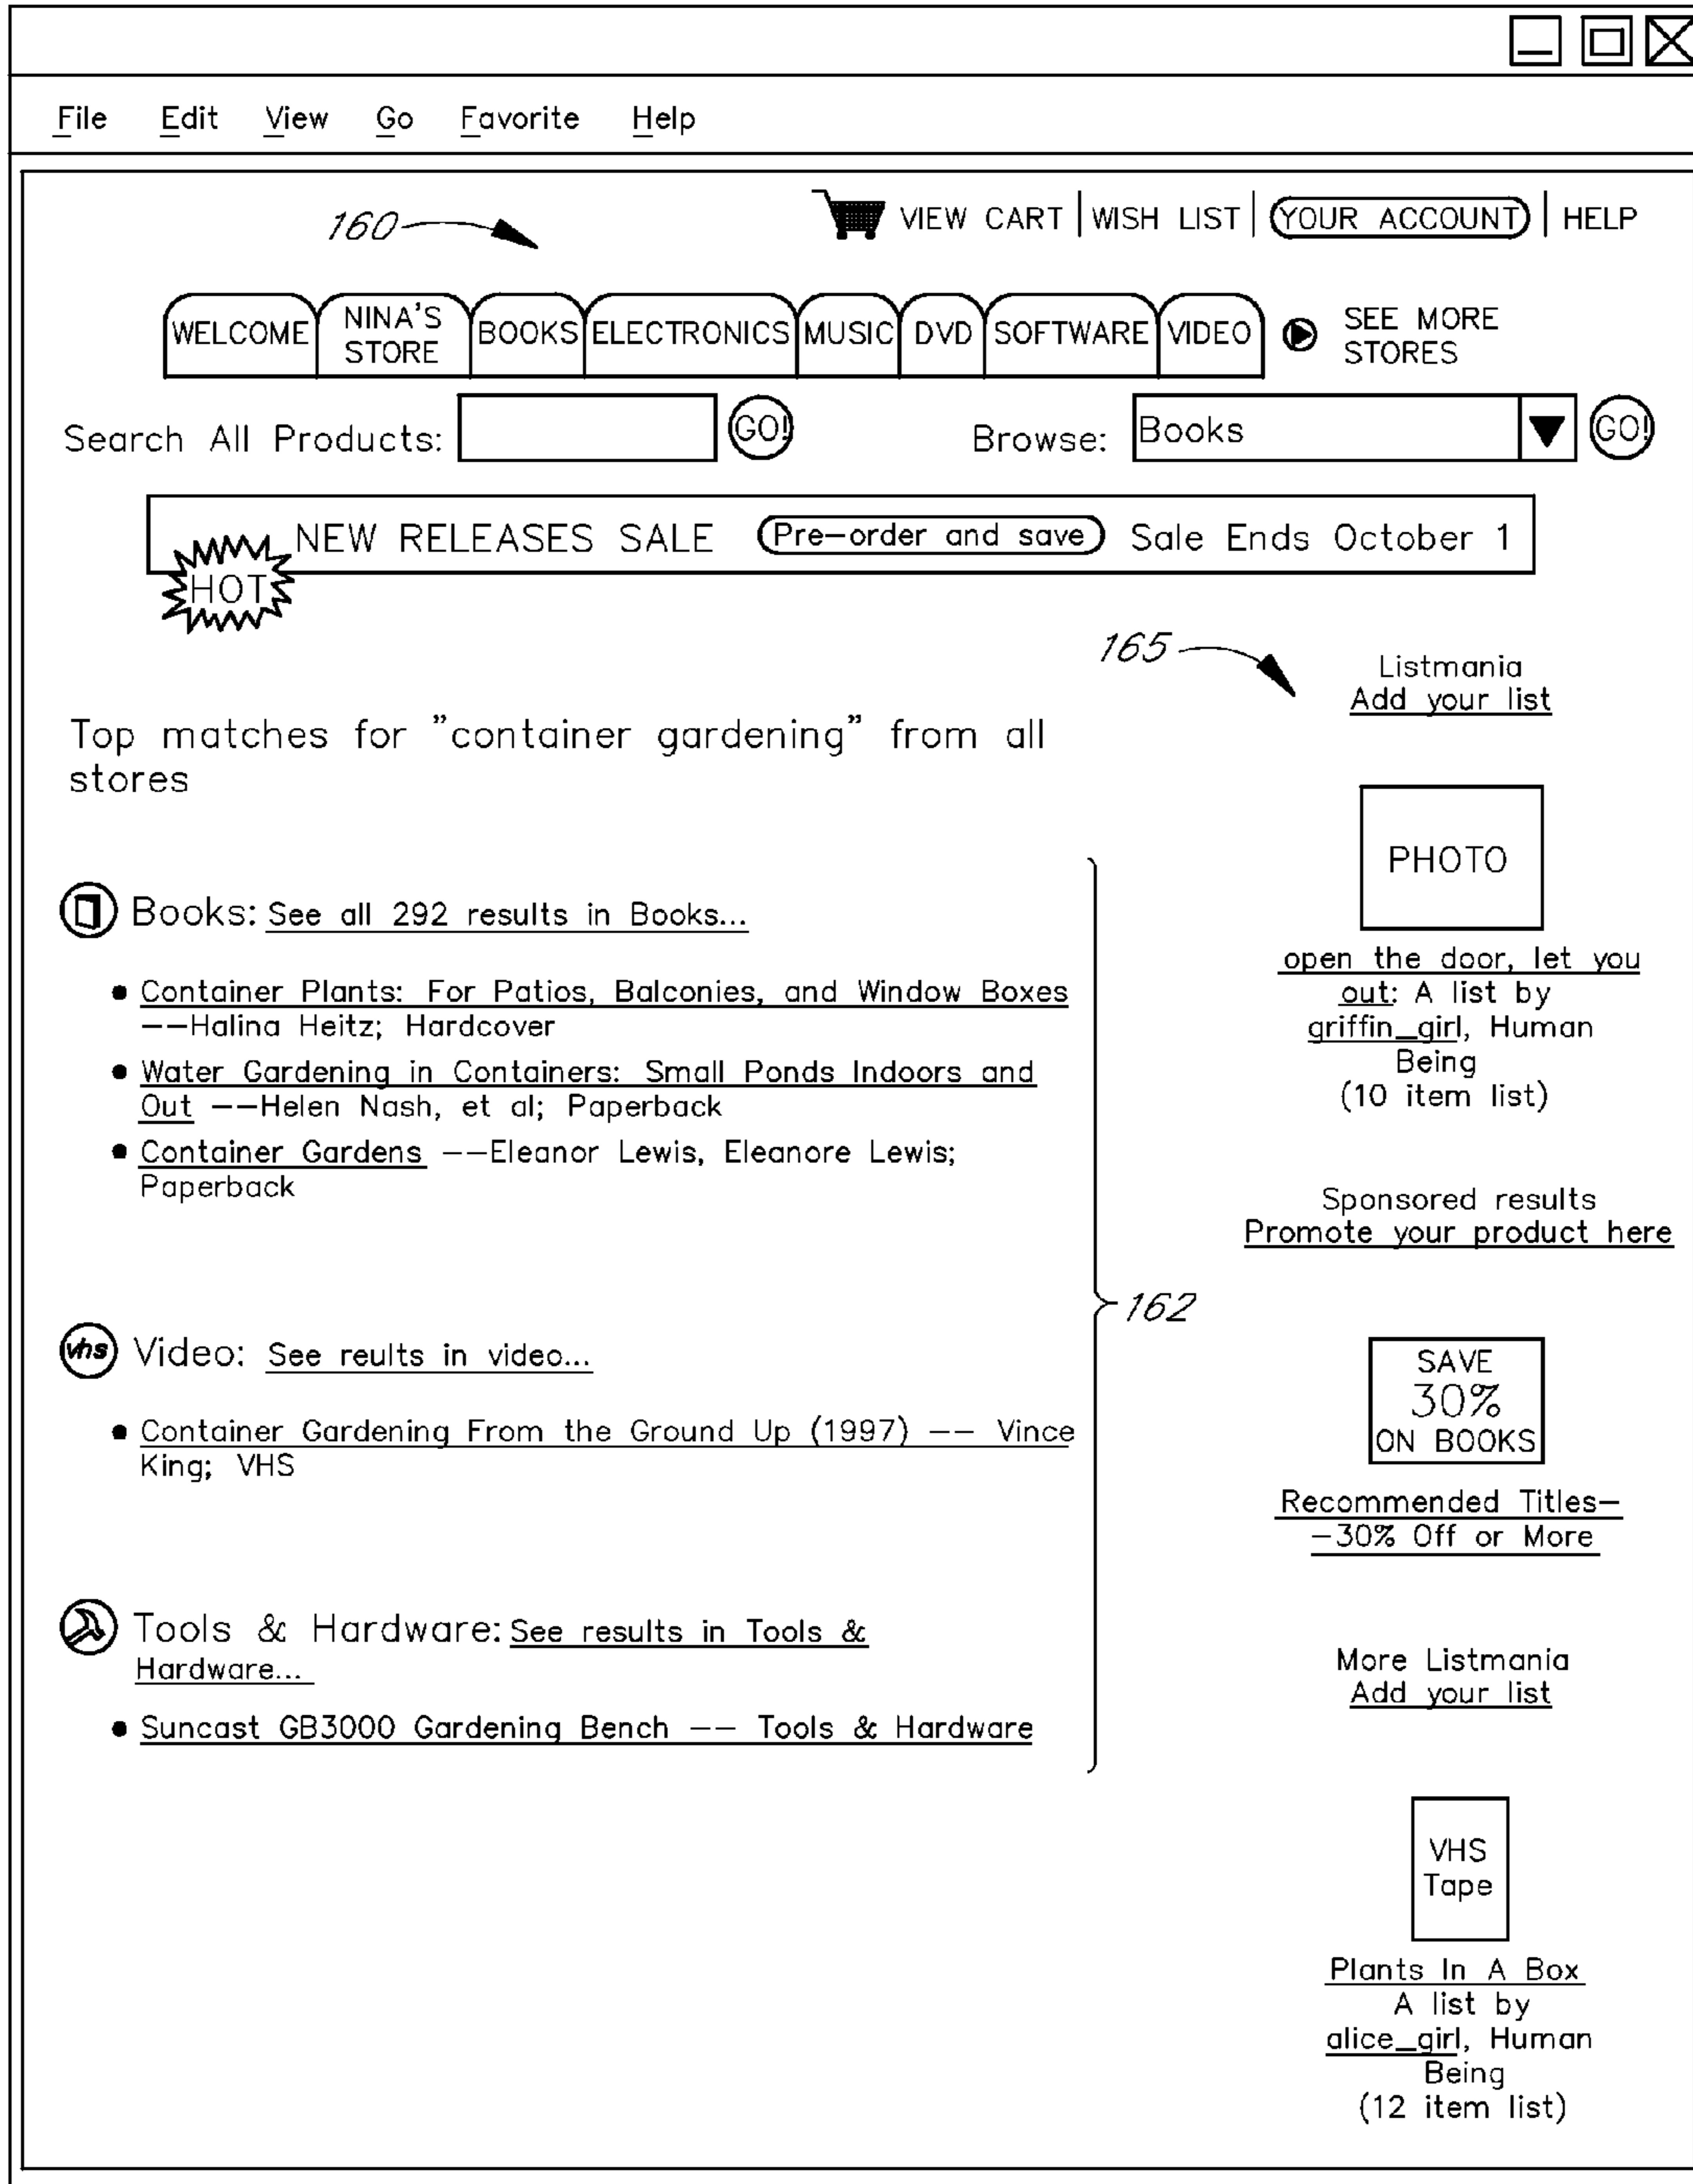 File Edit View Go Favorite Help
160
VIEW CART | WISH LIST | YOUR ACCOUNT | HELP
WELCOME NINA'S STORE BOOKS ELECTRONICS MUSIC DVD SOFTWARE VIDEO SEE MORE STORES
Search All Products: GO! Browse: Books GO!
NEW RELEASES SALE Pre-order and save Sale Ends October 1
HOT
165
Listmania
Add your list
Top matches for "container gardening" from all
stores
PHOTO
open the door, let you
out: A list by
griffin_girl, Human
Being
(10 item list)
Books: See all 292 results in Books...
• Container Plants: For Patios, Balconies, and Window Boxes
--Halina Heitz; Hardcover
• Water Gardening in Containers: Small Ponds Indoors and
Out --Helen Nash, et al; Paperback
• Container Gardens --Eleanor Lewis, Eleanore Lewis;
Paperback
Sponsored results
Promote your product here
162
vhs Video: See reults in video...
• Container Gardening From the Ground Up (1997) -- Vince
King; VHS
SAVE
30%
ON BOOKS
Recommended Titles-
-30% Off or More
Tools & Hardware: See results in Tools &
Hardware...
• Suncast GB3000 Gardening Bench -- Tools & Hardware
More Listmania
Add your list
VHS
Tape
Plants In A Box
A list by
alice_girl, Human
Being
(12 item list)